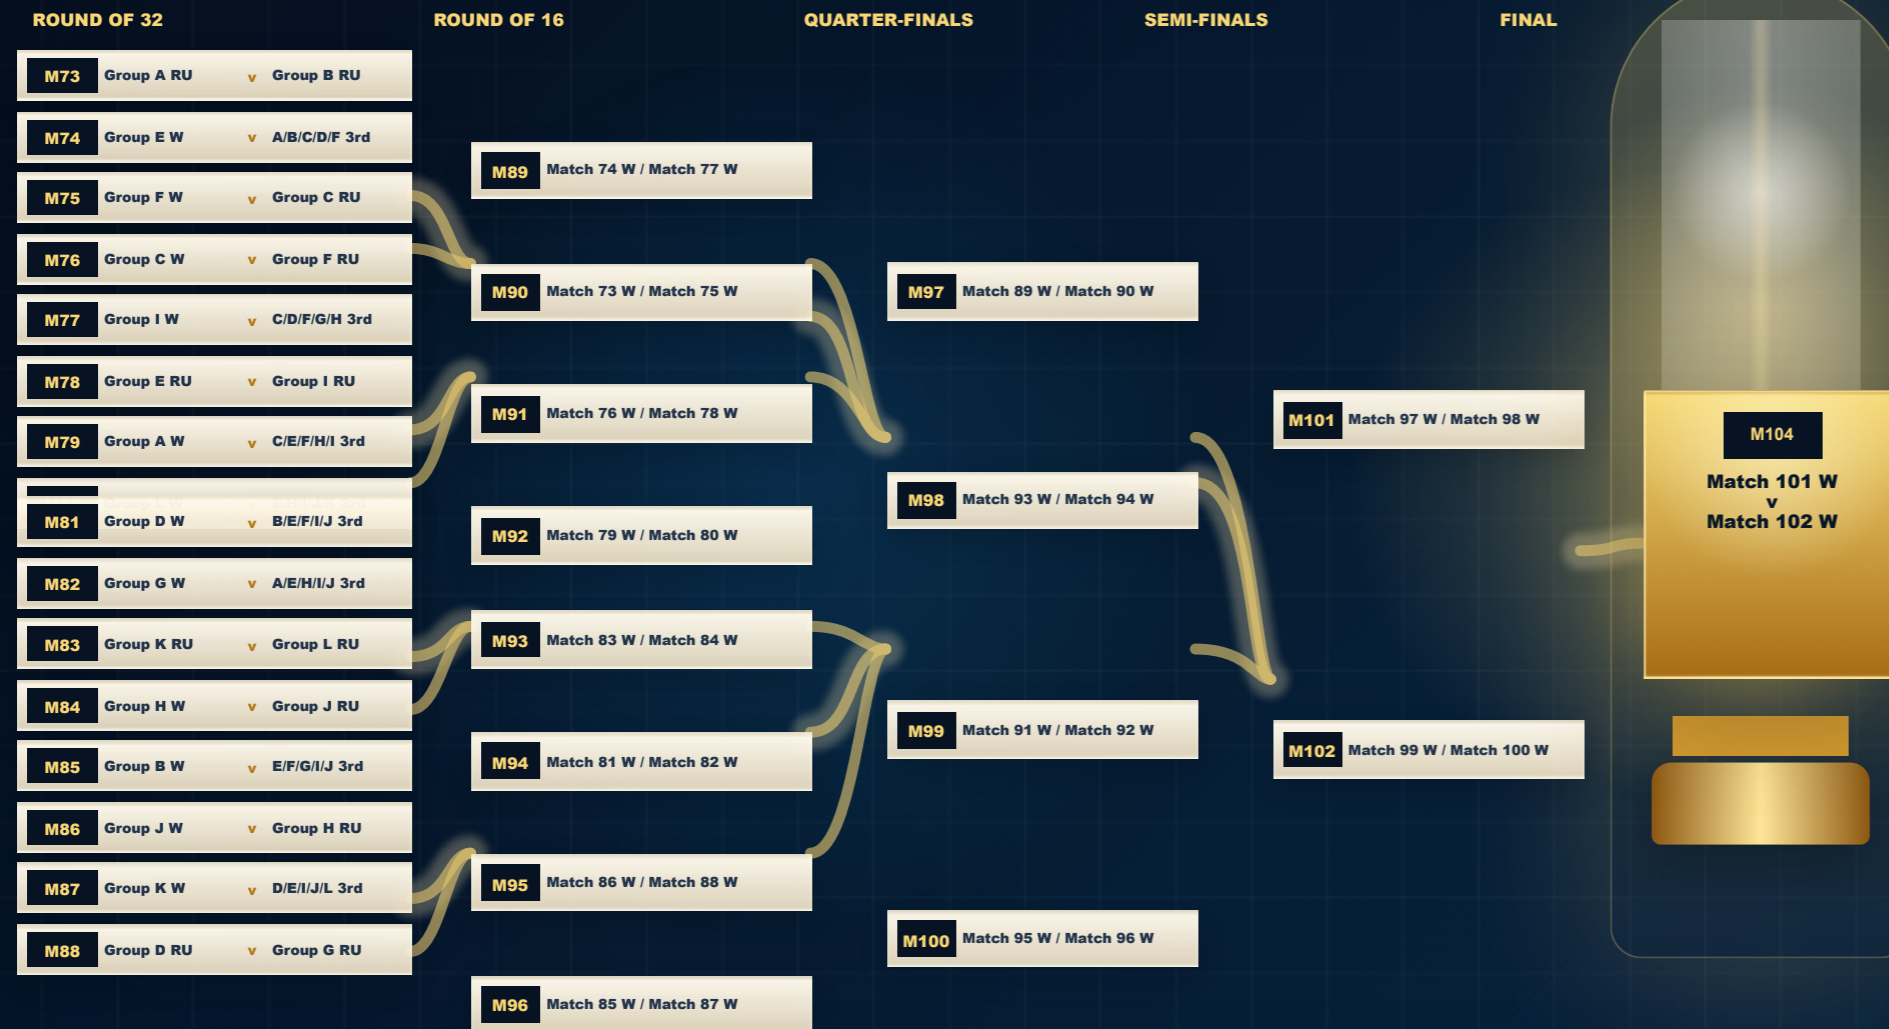 ROUND OF 32
ROUND OF 16
QUARTER-FINALS
SEMI-FINALS
FINAL
M73 Group A RU v Group B RU
M74 Group E W v A/B/C/D/F 3rd
M75 Group F W v Group C RU
M76 Group C W v Group F RU
M77 Group I W v C/D/F/G/H 3rd
M78 Group E RU v Group I RU
M79 Group A W v C/E/F/H/I 3rd
M81 Group D W v B/E/F/I/J 3rd
M82 Group G W v A/E/H/I/J 3rd
M83 Group K RU v Group L RU
M84 Group H W v Group J RU
M85 Group B W v E/F/G/I/J 3rd
M86 Group J W v Group H RU
M87 Group K W v D/E/I/J/L 3rd
M88 Group D RU v Group G RU
M89 Match 74 W / Match 77 W
M90 Match 73 W / Match 75 W
M91 Match 76 W / Match 78 W
M92 Match 79 W / Match 80 W
M93 Match 83 W / Match 84 W
M94 Match 81 W / Match 82 W
M95 Match 86 W / Match 88 W
M96 Match 85 W / Match 87 W
M97 Match 89 W / Match 90 W
M98 Match 93 W / Match 94 W
M99 Match 91 W / Match 92 W
M100 Match 95 W / Match 96 W
M101 Match 97 W / Match 98 W
M102 Match 99 W / Match 100 W
M104
Match 101 W
v
Match 102 W